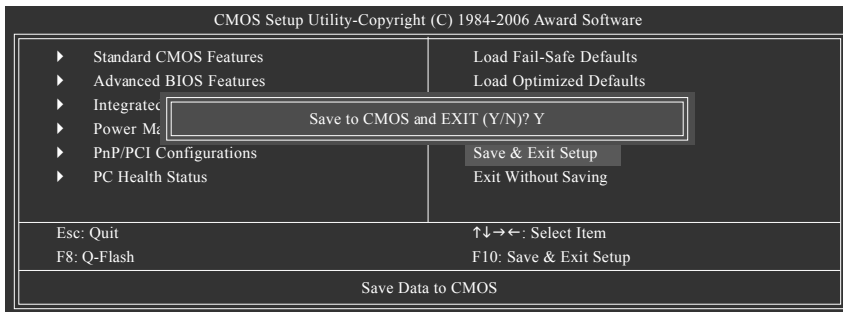 CMOS Setup Utility-Copyright (C) 1984-2006 Award Software
Standard CMOS Features
Advanced BIOS Features
Integrated
Power Ma
PnP/PCI Configurations
PC Health Status
Load Fail-Safe Defaults
Load Optimized Defaults
Save to CMOS and EXIT (Y/N)? Y
Save & Exit Setup
Exit Without Saving
Esc: Quit
↑↓→←: Select Item
F8: Q-Flash
F10: Save & Exit Setup
Save Data to CMOS